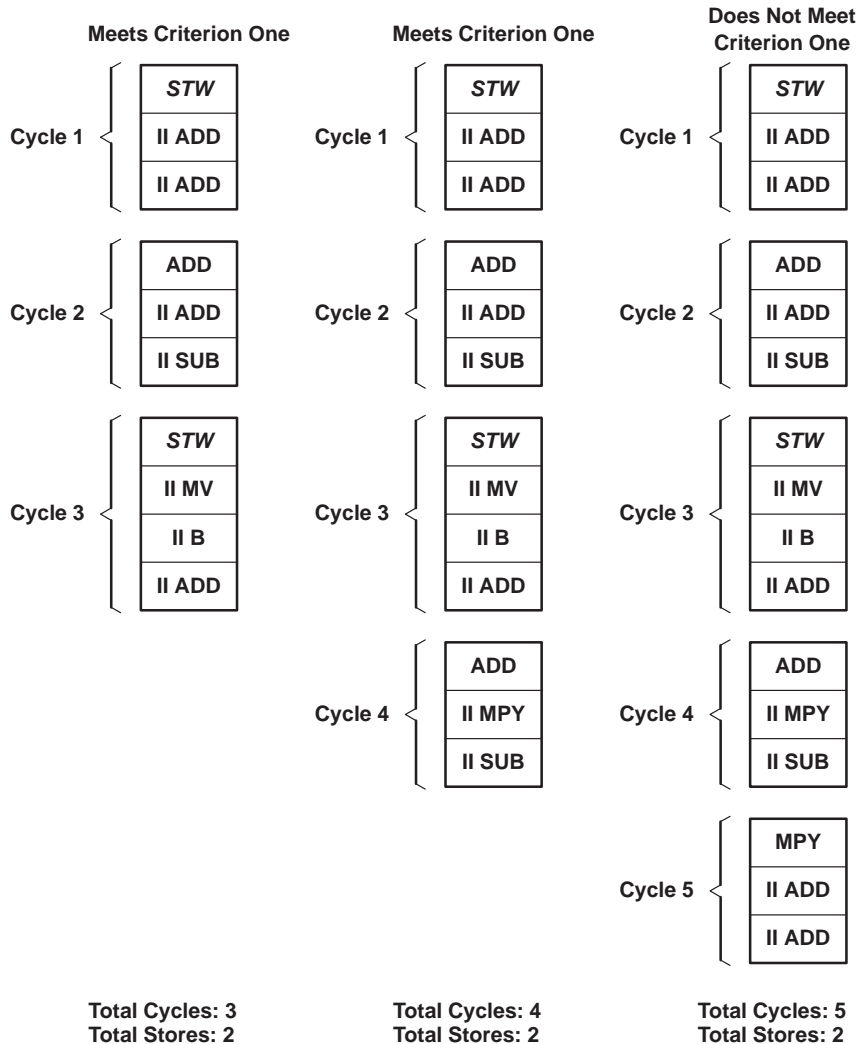 Meets Criterion One
Cycle 1
STW
II ADD
II ADD
Cycle 2
ADD
II ADD
II SUB
Cycle 3
STW
II MV
II B
II ADD
Total Cycles: 3
Total Stores: 2
Meets Criterion One
Cycle 1
STW
II ADD
II ADD
Cycle 2
ADD
II ADD
II SUB
Cycle 3
STW
II MV
II B
II ADD
Cycle 4
ADD
II MPY
II SUB
Total Cycles: 4
Total Stores: 2
Does Not Meet
Criterion One
Cycle 1
STW
II ADD
II ADD
Cycle 2
ADD
II ADD
II SUB
Cycle 3
STW
II MV
II B
II ADD
Cycle 4
ADD
II MPY
II SUB
Cycle 5
MPY
II ADD
II ADD
Total Cycles: 5
Total Stores: 2